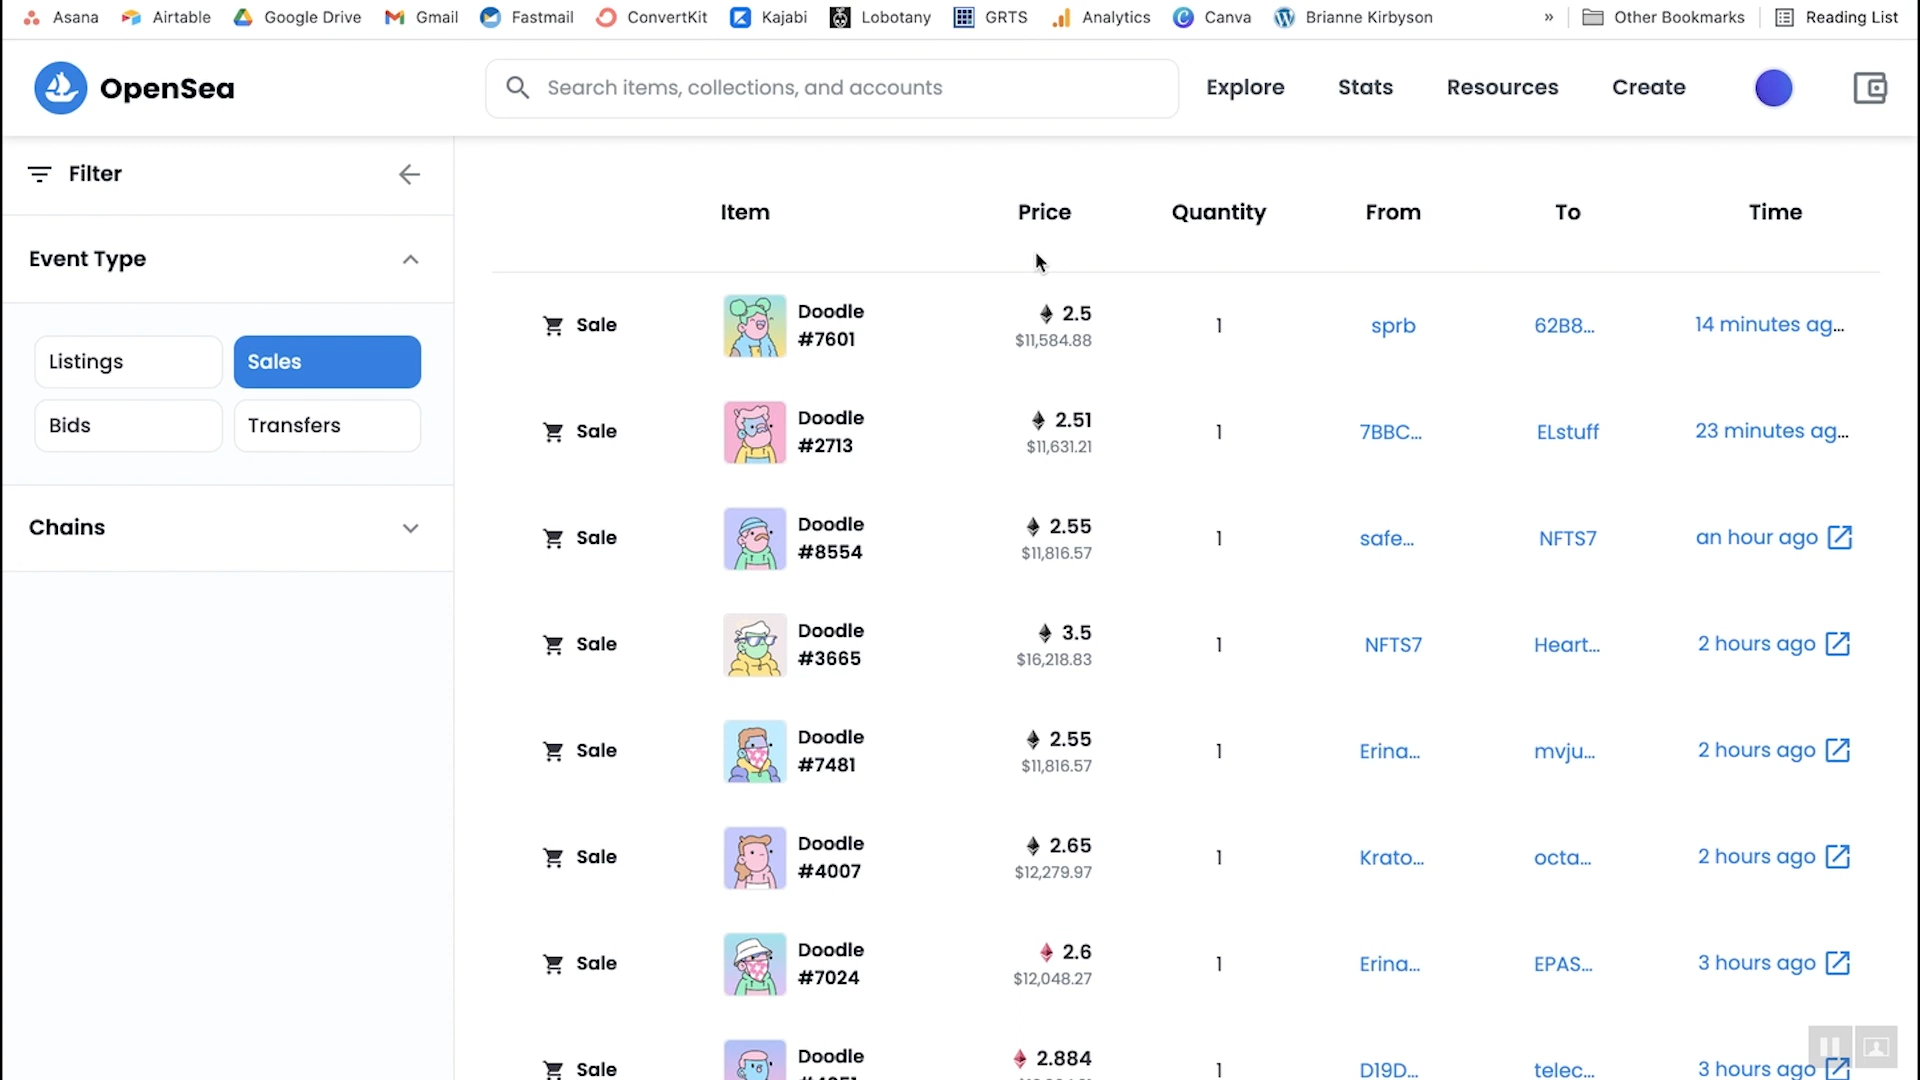 Asana Airtable Google Drive Gmail Fastmail ConvertKit Kajabi Lobotany GRTS Analytics Canva Brianne Kirbyson » Other Bookmarks Reading List
OpenSea Search items, collections, and accounts Explore Stats Resources Create
Filter
Event Type
Listings Sales
Bids Transfers
Chains
Item Price Quantity From To Time
Sale Doodle #7601 2.5 $11,584.88 1 sprb 62B8... 14 minutes ag...
Sale Doodle #2713 2.51 $11,631.21 1 7BBC... ELstuff 23 minutes ag...
Sale Doodle #8554 2.55 $11,816.57 1 safe... NFTS7 an hour ago
Sale Doodle #3665 3.5 $16,218.83 1 NFTS7 Heart... 2 hours ago
Sale Doodle #7481 2.55 $11,816.57 1 Erina... mvju... 2 hours ago
Sale Doodle #4007 2.65 $12,279.97 1 Krato... octa... 2 hours ago
Sale Doodle #7024 2.6 $12,048.27 1 Erina... EPAS... 3 hours ago
Sale Doodle 2.884 1 D19D... telec... 3 hours ago